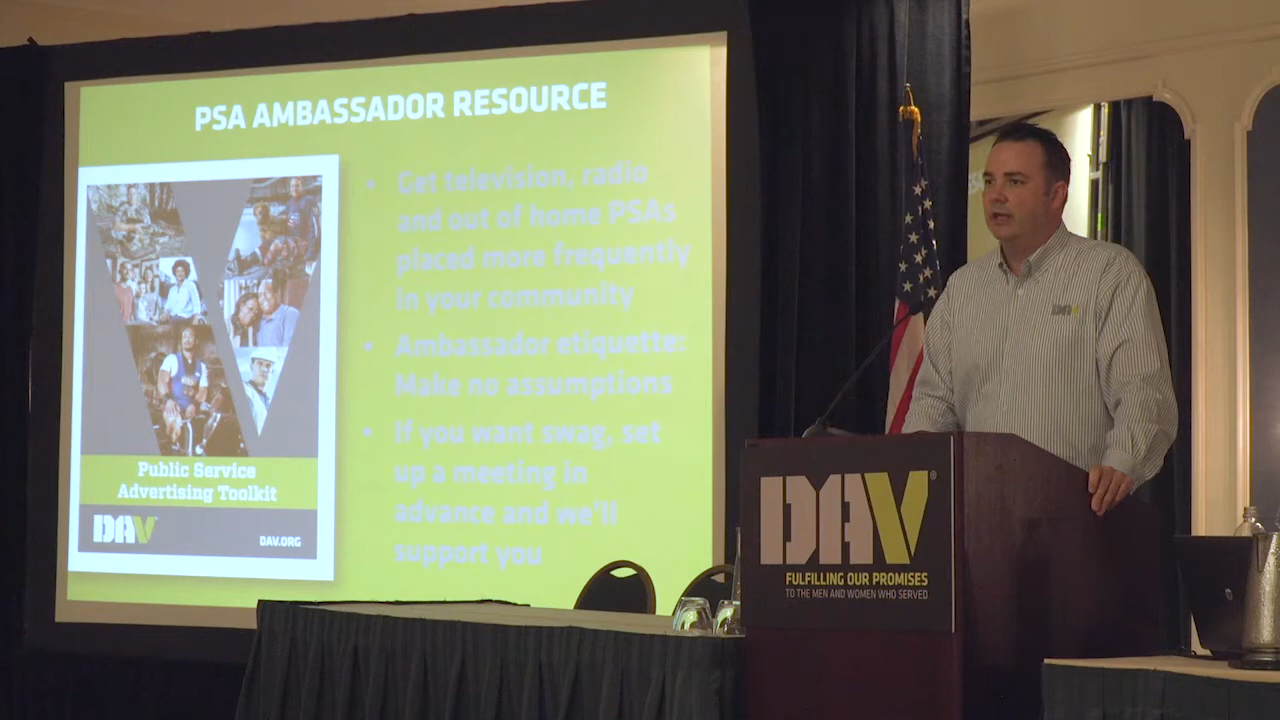 PSA AMBASSADOR RESOURCE
• Get television, radio
and out of home PSAs
placed more frequently
in your community
• Ambassador etiquette:
Make no assumptions
• If you want swag, set
up a meeting in
advance and we'll
support you
Public Service
Advertising Toolkit
DAV
DAV.ORG
DAV
DAV®
FULFILLING OUR PROMISES
TO THE MEN AND WOMEN WHO SERVED